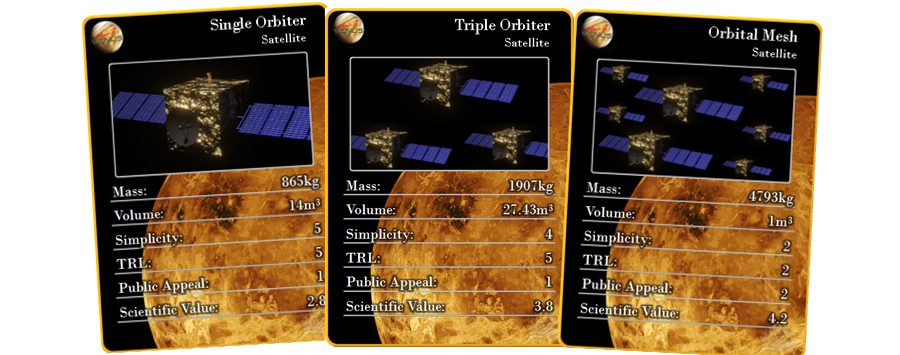 Single Orbiter
Satellite
Mass: 865kg
Volume: 14m³
Simplicity: 5
TRL: 5
Public Appeal: 1
Scientific Value: 2.8
Triple Orbiter
Satellite
Mass: 1907kg
Volume: 27.43m³
Simplicity: 4
TRL: 5
Public Appeal: 1
Scientific Value: 3.8
Orbital Mesh
Satellite
Mass: 4793kg
Volume: 1m³
Simplicity: 2
TRL: 2
Public Appeal: 2
Scientific Value: 4.2